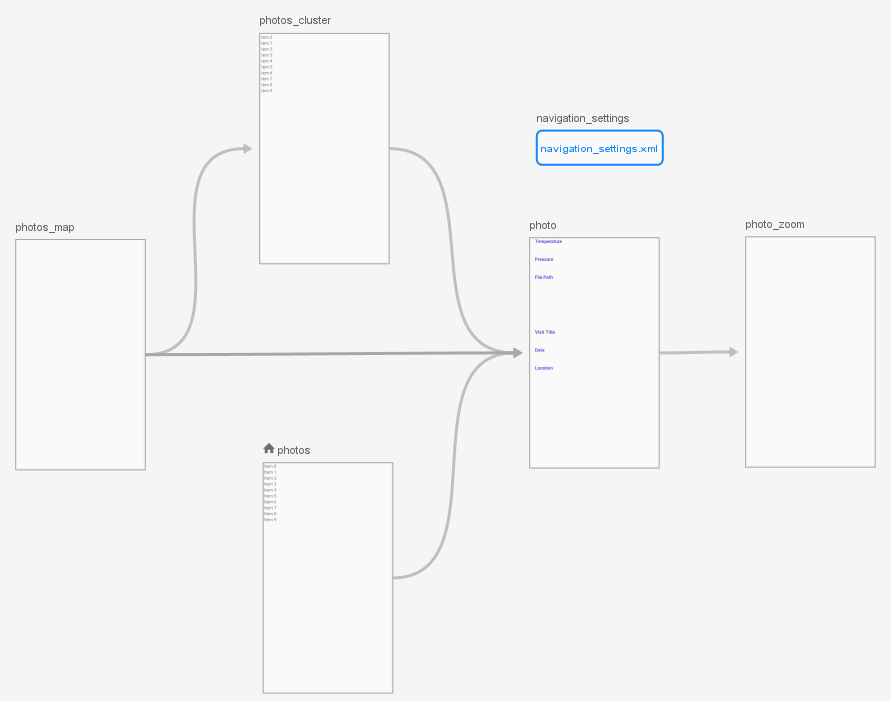 photos_cluster
Item 0
Item 1
Item 2
Item 3
Item 4
Item 5
Item 6
Item 7
Item 8
Item 9
navigation_settings
navigation_settings.xml
photos_map
photo
Temperature
Pressure
File Path
Visit Title
Date
Location
photo_zoom
photos
Item 0
Item 1
Item 2
Item 3
Item 4
Item 5
Item 6
Item 7
Item 8
Item 9